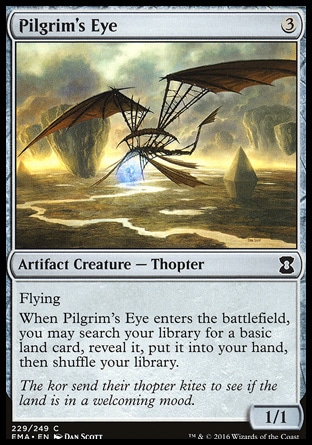 Pilgrim's Eye 3
Artifact Creature — Thopter
Flying
When Pilgrim's Eye enters the battlefield,
you may search your library for a basic
land card, reveal it, put it into your hand,
then shuffle your library.
The kor send their thopter kites to see if the
land is in a welcoming mood.
1/1
229/249 C
EMA • EN Dan Scott
™ & © 2016 Wizards of the Coast